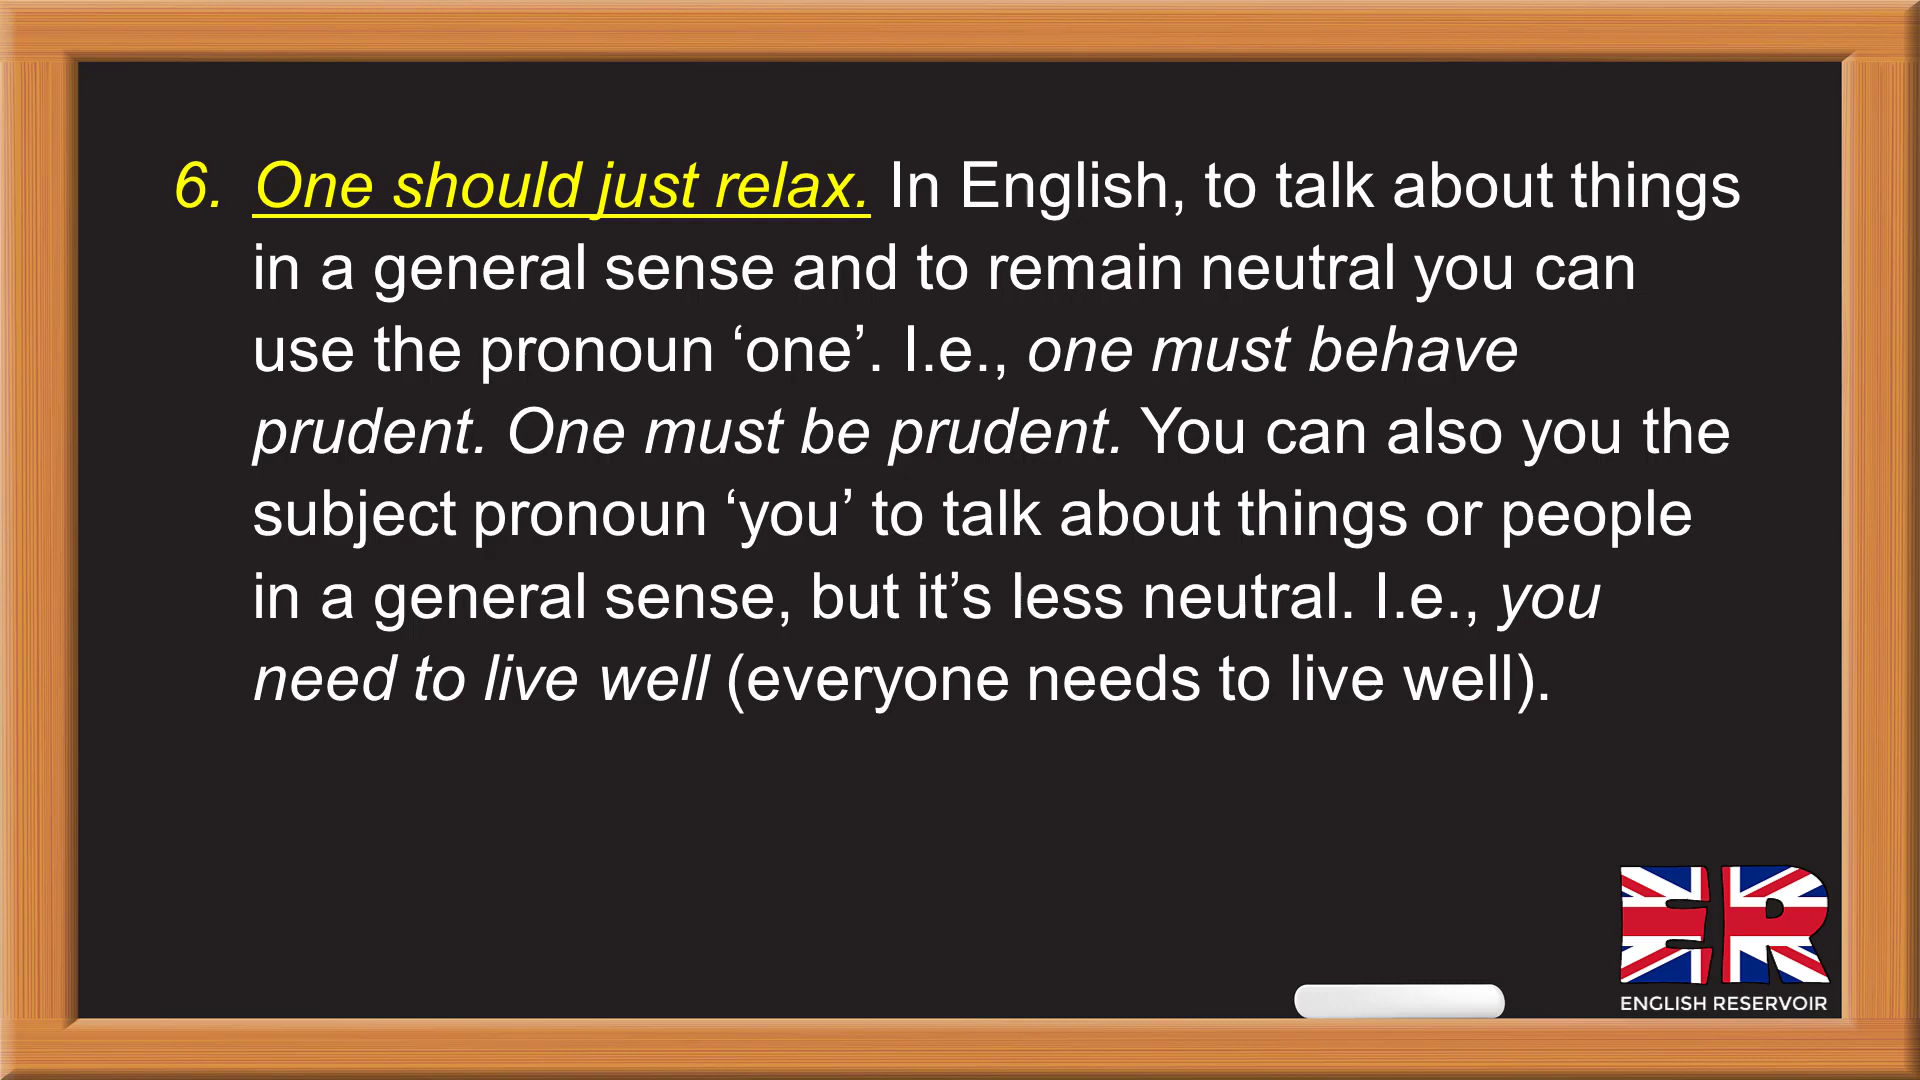 6. One should just relax. In English, to talk about things
in a general sense and to remain neutral you can
use the pronoun ‘one’. I.e., one must behave
prudent. One must be prudent. You can also you the
subject pronoun ‘you’ to talk about things or people
in a general sense, but it’s less neutral. I.e., you
need to live well (everyone needs to live well).
ER
ENGLISH RESERVOIR